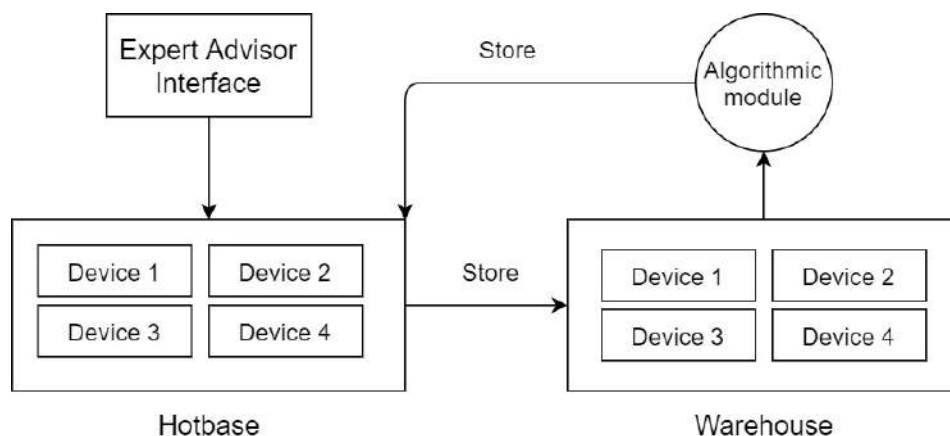 Expert Advisor
Interface
Store
Algorithmic
module
Device 1
Device 2
Device 3
Device 4
Hotbase
Store
Device 1
Device 2
Device 3
Device 4
Warehouse